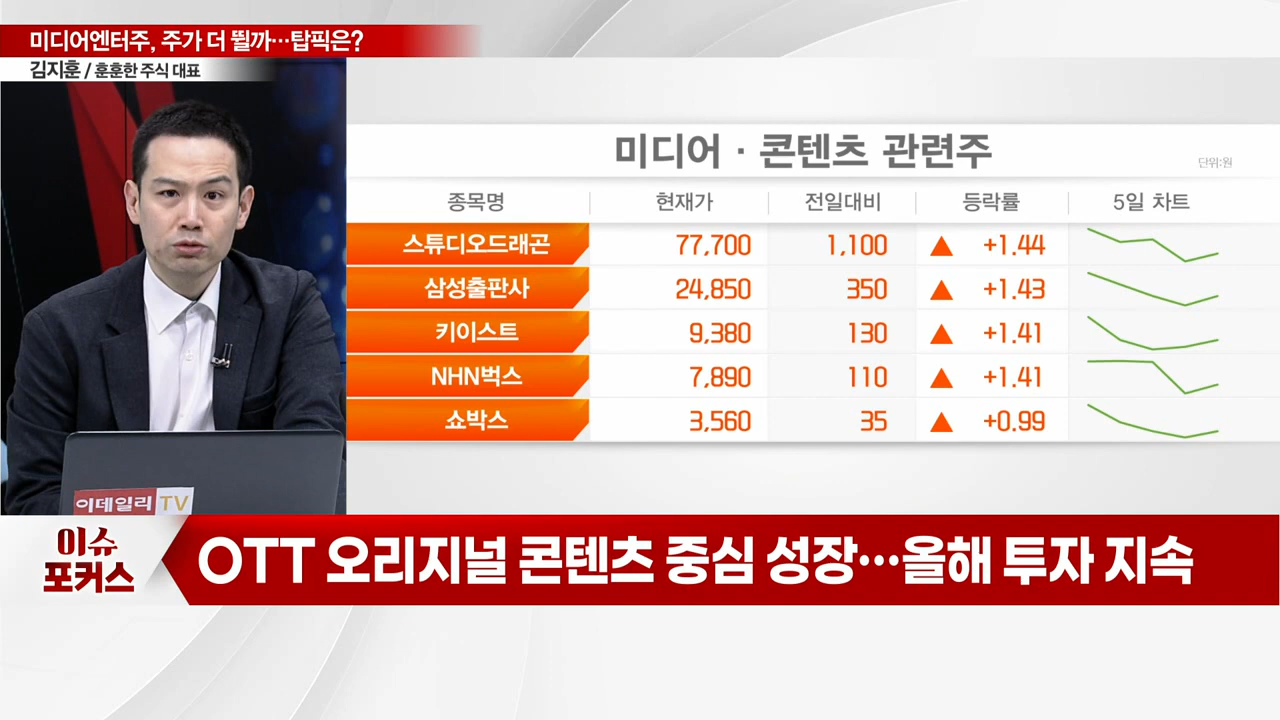 미디어엔터주, 주가 더 뛸까…탑픽은?
김지훈 / 훈훈한 주식 대표
미디어 · 콘텐츠 관련주
단위:원
종목명 현재가 전일대비 등락률 5일 차트
스튜디오드래곤 77,700 1,100 ▲ +1.44
삼성출판사 24,850 350 ▲ +1.43
키이스트 9,380 130 ▲ +1.41
NHN벅스 7,890 110 ▲ +1.41
쇼박스 3,560 35 ▲ +0.99
이데일리 TV
이슈
포커스
OTT 오리지널 콘텐츠 중심 성장…올해 투자 지속